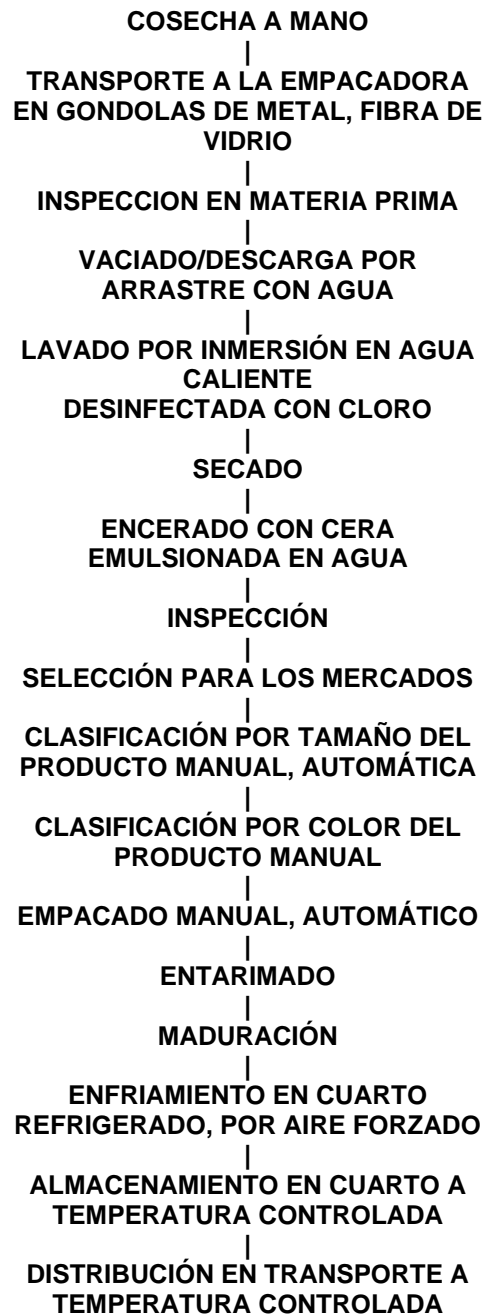 COSECHA A MANO
|
TRANSPORTE A LA EMPACADORA
EN GONDOLAS DE METAL, FIBRA DE
VIDRIO
|
INSPECCION EN MATERIA PRIMA
|
VACIADO/DESCARGA POR
ARRASTRE CON AGUA
|
LAVADO POR INMERSIÓN EN AGUA
CALIENTE
DESINFECTADA CON CLORO
|
SECADO
|
ENCERADO CON CERA
EMULSIONADA EN AGUA
|
INSPECCIÓN
|
SELECCIÓN PARA LOS MERCADOS
|
CLASIFICACIÓN POR TAMAÑO DEL
PRODUCTO MANUAL, AUTOMÁTICA
|
CLASIFICACIÓN POR COLOR DEL
PRODUCTO MANUAL
|
EMPACADO MANUAL, AUTOMÁTICO
|
ENTARIMADO
|
MADURACIÓN
|
ENFRIAMIENTO EN CUARTO
REFRIGERADO, POR AIRE FORZADO
|
ALMACENAMIENTO EN CUARTO A
TEMPERATURA CONTROLADA
|
DISTRIBUCIÓN EN TRANSPORTE A
TEMPERATURA CONTROLADA